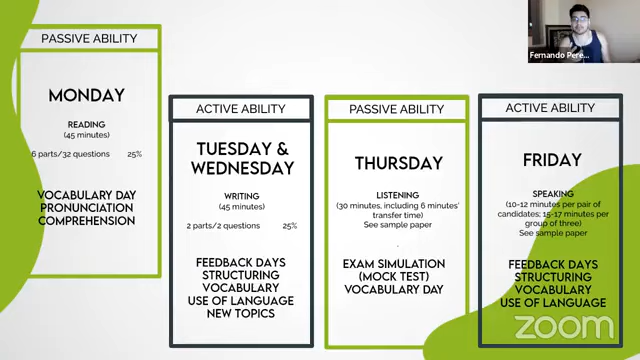 PASSIVE ABILITY
MONDAY
READING
(45 minutes)
6 parts/32 questions 25%
VOCABULARY DAY
PRONUNCIATION
COMPREHENSION
ACTIVE ABILITY
TUESDAY &
WEDNESDAY
WRITING
(45 minutes)
2 parts/2 questions 25%
FEEDBACK DAYS
STRUCTURING
VOCABULARY
USE OF LANGUAGE
NEW TOPICS
PASSIVE ABILITY
THURSDAY
LISTENING
(30 minutes, including 6 minutes'
transfer time)
See sample paper
.
EXAM SIMULATION
(MOCK TEST)
VOCABULARY DAY
ACTIVE ABILITY
FRIDAY
SPEAKING
(10-12 minutes per pair of
candidates; 15-17 minutes per
group of three)
See sample paper
FEEDBACK DAYS
STRUCTURING
VOCABULARY
USE OF LANGUAGE
Fernando Pere...
zoom